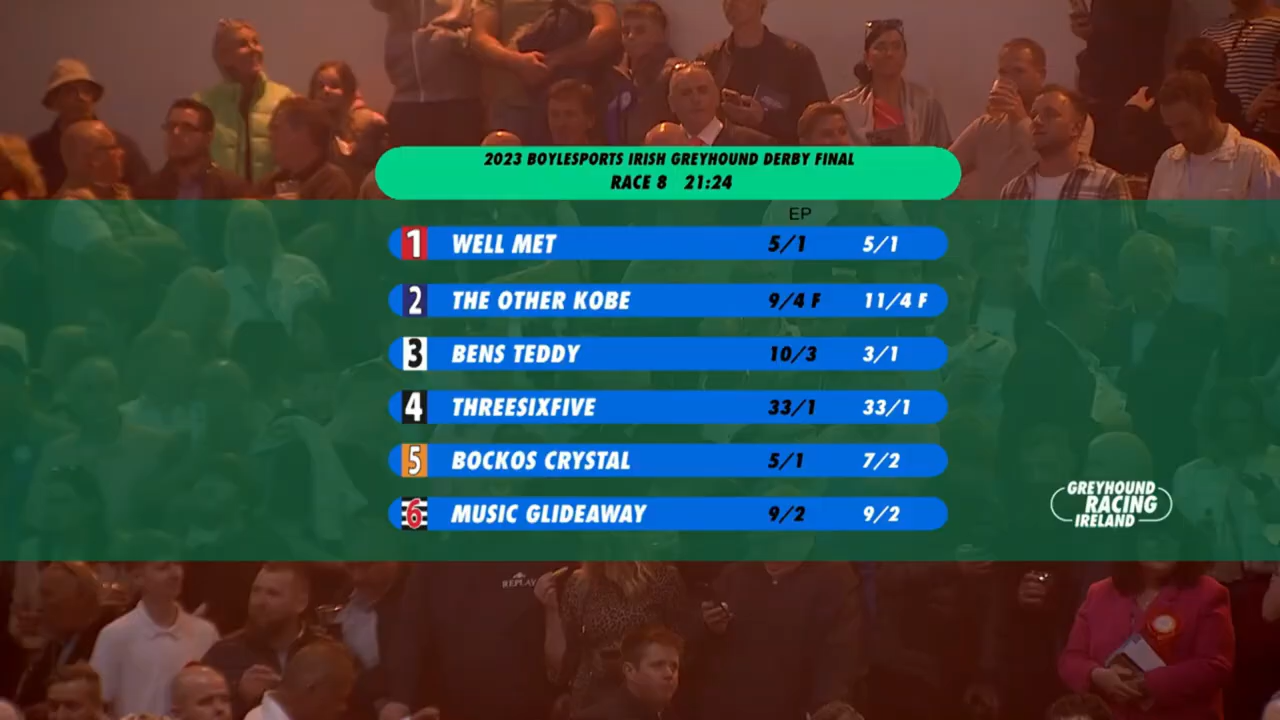 2023 BOYLESPORTS IRISH GREYHOUND DERBY FINAL
RACE 8 21:24
EP
1 WELL MET 5/1 5/1
2 THE OTHER KOBE 9/4 F 11/4 F
3 BENS TEDDY 10/3 3/1
4 THREESIXFIVE 33/1 33/1
5 BOCKOS CRYSTAL 5/1 7/2
6 MUSIC GLIDEAWAY 9/2 9/2
GREYHOUND
RACING
IRELAND
REPLAY